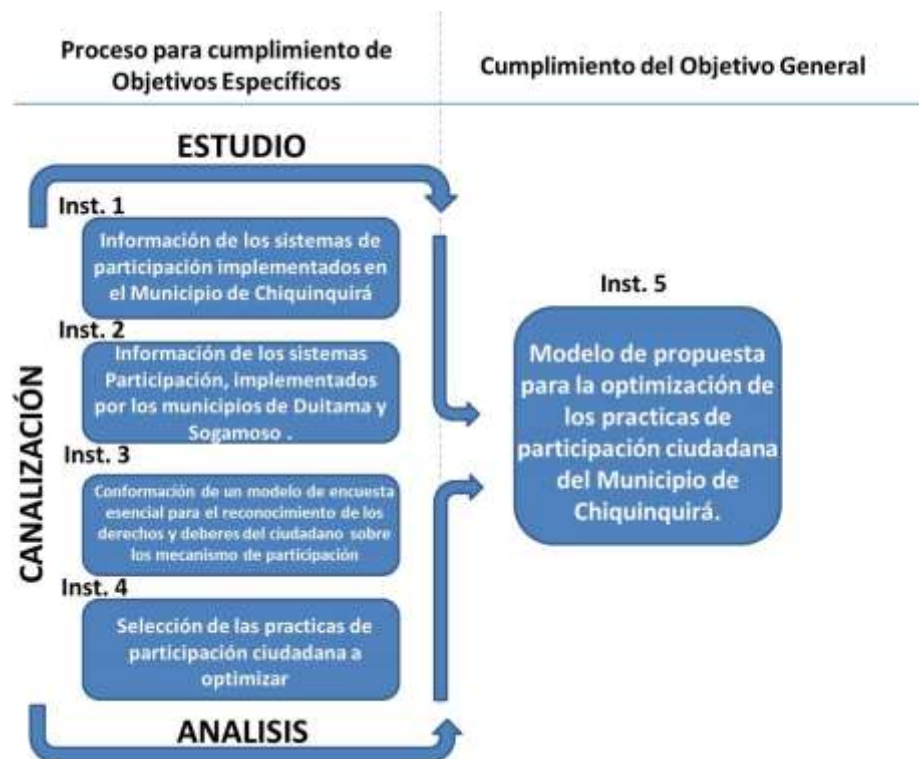 Proceso para cumplimiento de
Objetivos Específicos
Cumplimiento del Objetivo General
ESTUDIO
CANALIZACIÓN
Inst. 1
Información de los sistemas de
participación implementados en
el Municipio de Chiquinquirá
Inst. 2
Información de los sistemas
Participación, implementados
por los municipios de Duitama y
Sogamoso .
Inst. 3
Conformación de un modelo de encuesta
esencial para el reconocimiento de los
derechos y deberes del ciudadano sobre
los mecanismo de participación
Inst. 4
Selección de las practicas de
participación ciudadana a
optimizar
ANALISIS
Inst. 5
Modelo de propuesta
para la optimización de
los practicas de
participación ciudadana
del Municipio de
Chiquinquirá.